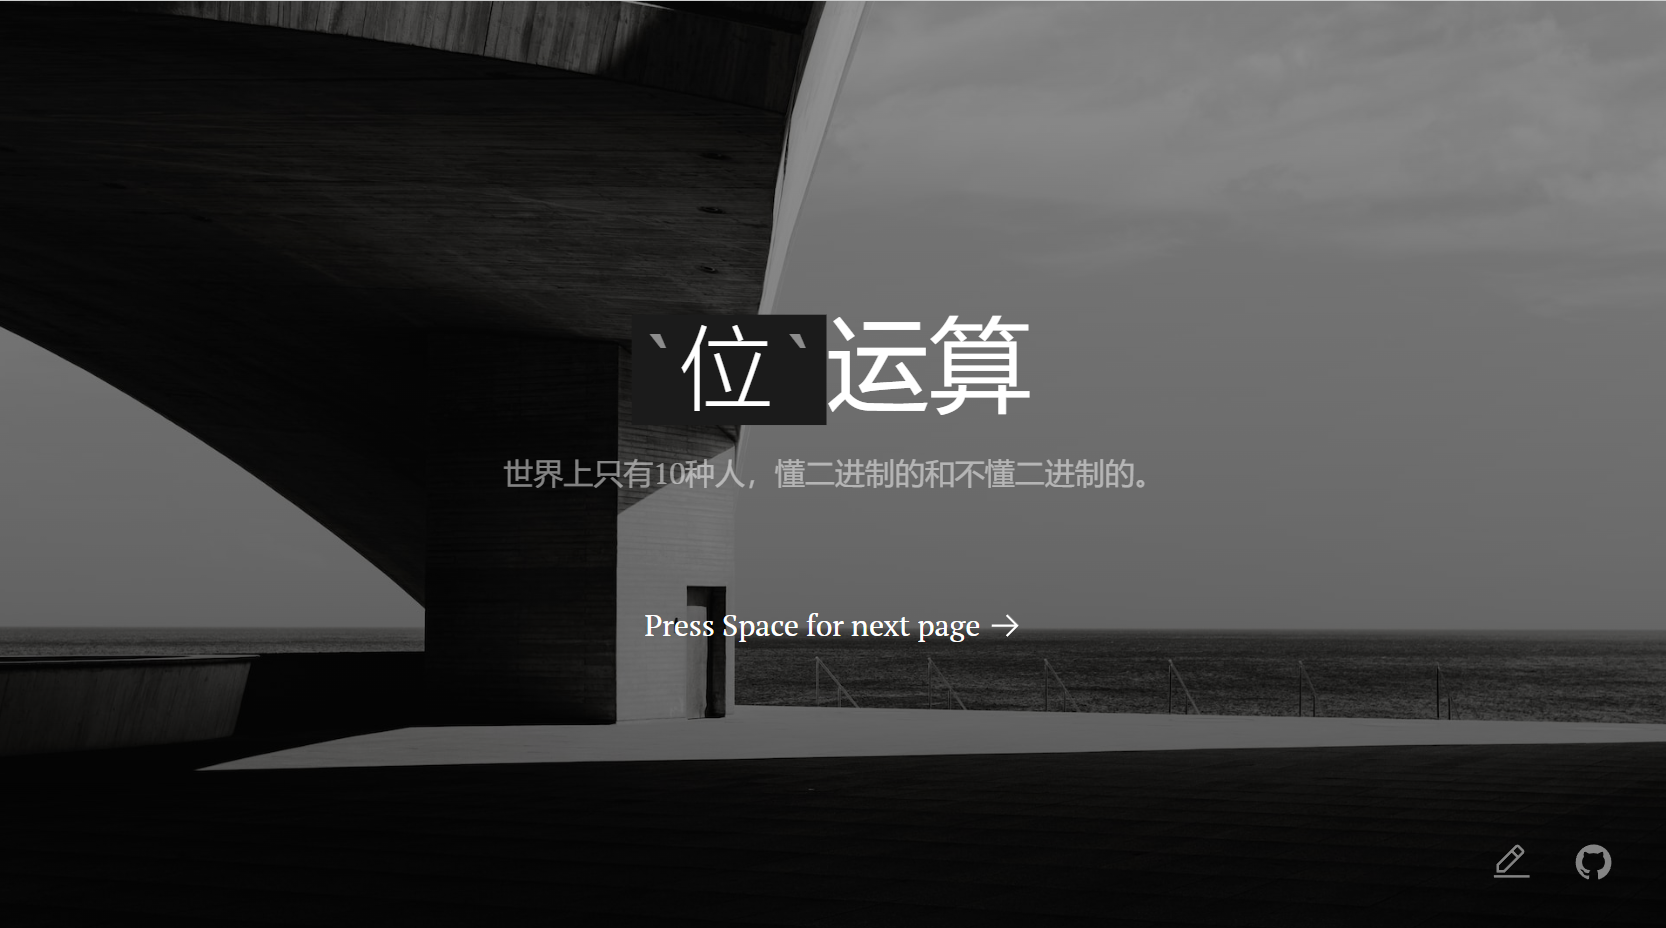 `位`运算
世界上只有10种人，懂二进制的和不懂二进制的。
Press Space for next page →